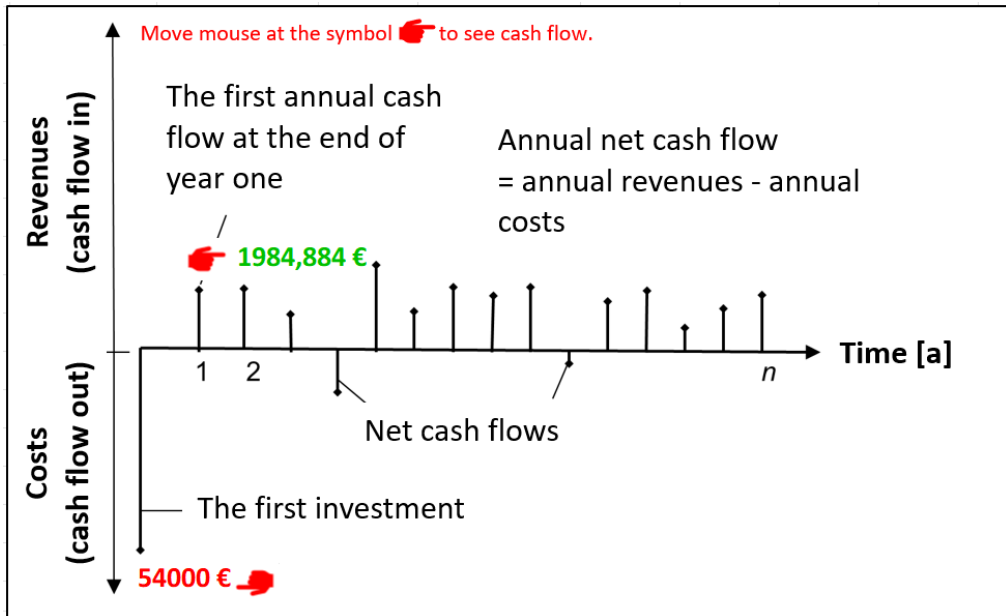 Move mouse at the symbol to see cash flow.
Revenues
(cash flow in)
The first annual cash
flow at the end of
year one
Annual net cash flow
= annual revenues - annual
costs
1984,884 €
Time [a]
1
2
n
Net cash flows
Costs
(cash flow out)
The first investment
54000 €